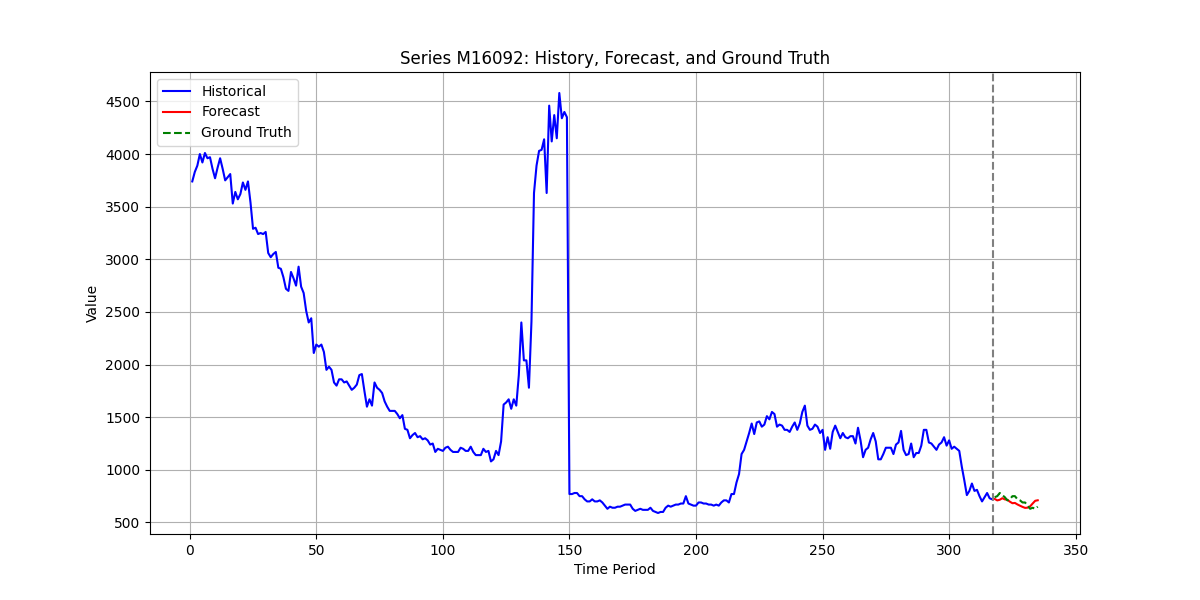 Series M16092: History, Forecast, and Ground Truth
Historical
Forecast
Ground Truth
4500
4000
3500
3000
2500
2000
1500
1000
500
Value
0 50 100 150 200 250 300 350
Time Period